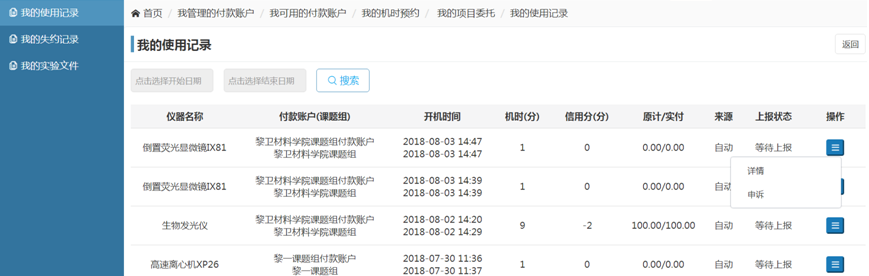 我的使用记录
我的失约记录
我的实验文件
首页 / 我管理的付款账户 / 我可用的付款账户 / 我的机时预约 / 我的项目委托 / 我的使用记录
我的使用记录
返回
点击选择开始日期 点击选择结束日期 搜索
仪器名称 付款账户(课题组) 开机时间 机时(分) 信用分(分) 原计/实付 来源 上报状态 操作
倒置荧光显微镜IX81 黎卫材料学院课题组付款账户 2018-08-03 14:47 1 0 0.00/0.00 自动 等待上报
黎卫材料学院课题组 2018-08-03 14:47
详情
申诉
倒置荧光显微镜IX81 黎卫材料学院课题组付款账户 2018-08-03 14:39 1 0 0.00/0.00 自动
黎卫材料学院课题组 2018-08-03 14:39
生物发光仪 黎卫材料学院课题组付款账户 2018-08-02 14:20 9 -2 100.00/100.00 自动 等待上报
黎卫材料学院课题组 2018-08-02 14:29
高速离心机XP26 黎一课题组付款账户 2018-07-30 11:36 1 0 0.00/0.00 自动 等待上报
黎一课题组 2018-07-30 11:37